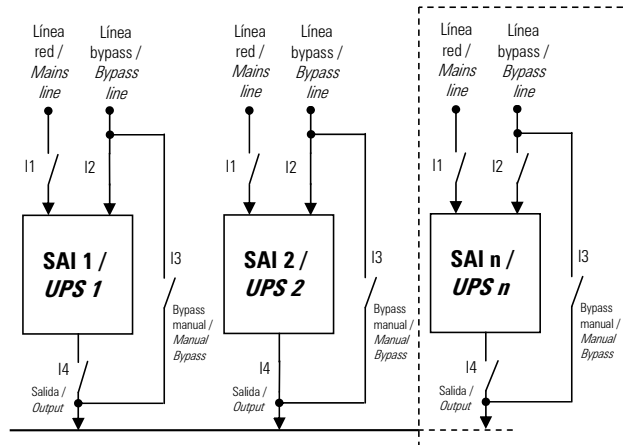 Línea
red /
Mains
line
Línea
bypass /
Bypass
line
I1
I2
SAI 1 /
UPS 1
I3
Bypass
manual /
Manual
Bypass
I4
Salida /
Output
Línea
red /
Mains
line
Línea
bypass /
Bypass
line
I1
I2
SAI 2 /
UPS 2
I3
Bypass
manual /
Manual
Bypass
I4
Salida /
Output
Línea
red /
Mains
line
Línea
bypass /
Bypass
line
I1
I2
SAI n /
UPS n
I3
Bypass
manual /
Manual
Bypass
I4
Salida /
Output